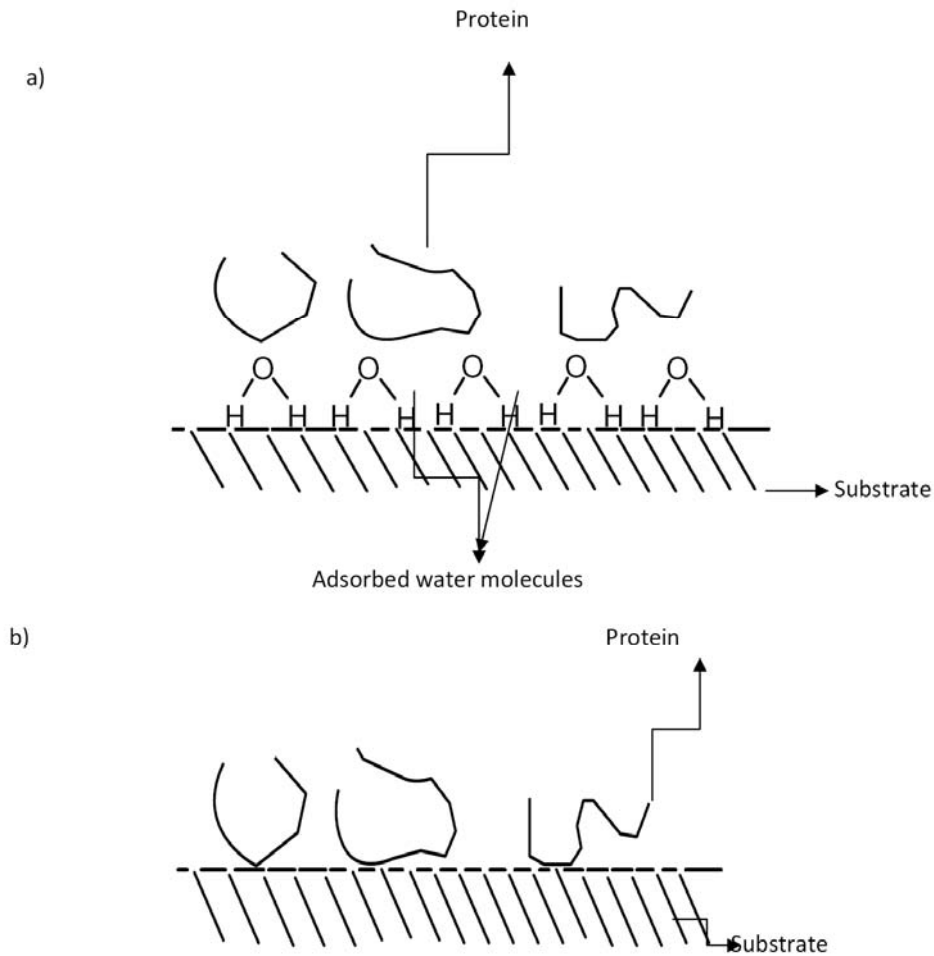 Protein
a)
O O O O O
H H H H H H H H H H
Substrate
Adsorbed water molecules
b)
Protein
Substrate